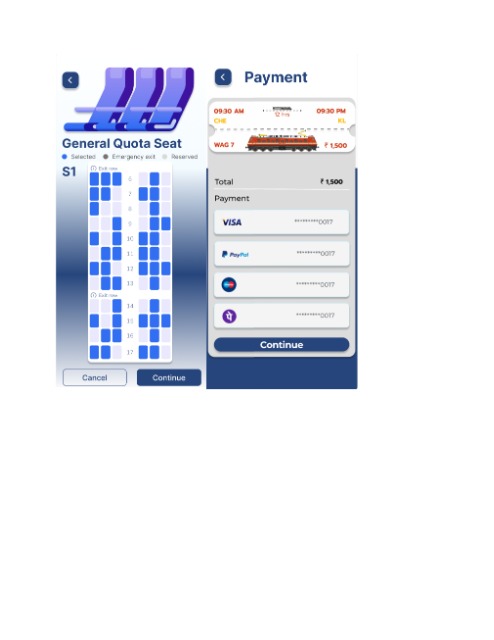 General Quota Seat
Selected Emergency exit Reserved
S1
Exit row
6
7
8
9
10
11
12
13
Exit row
14
15
16
17
Cancel Continue
Payment
09:30 AM 09:30 PM
CHE KL
WAG 7 ₹ 1,500
Total ₹ 1,500
Payment
VISA *********0017
PayPal *********0017
*********0017
*********0017
Continue